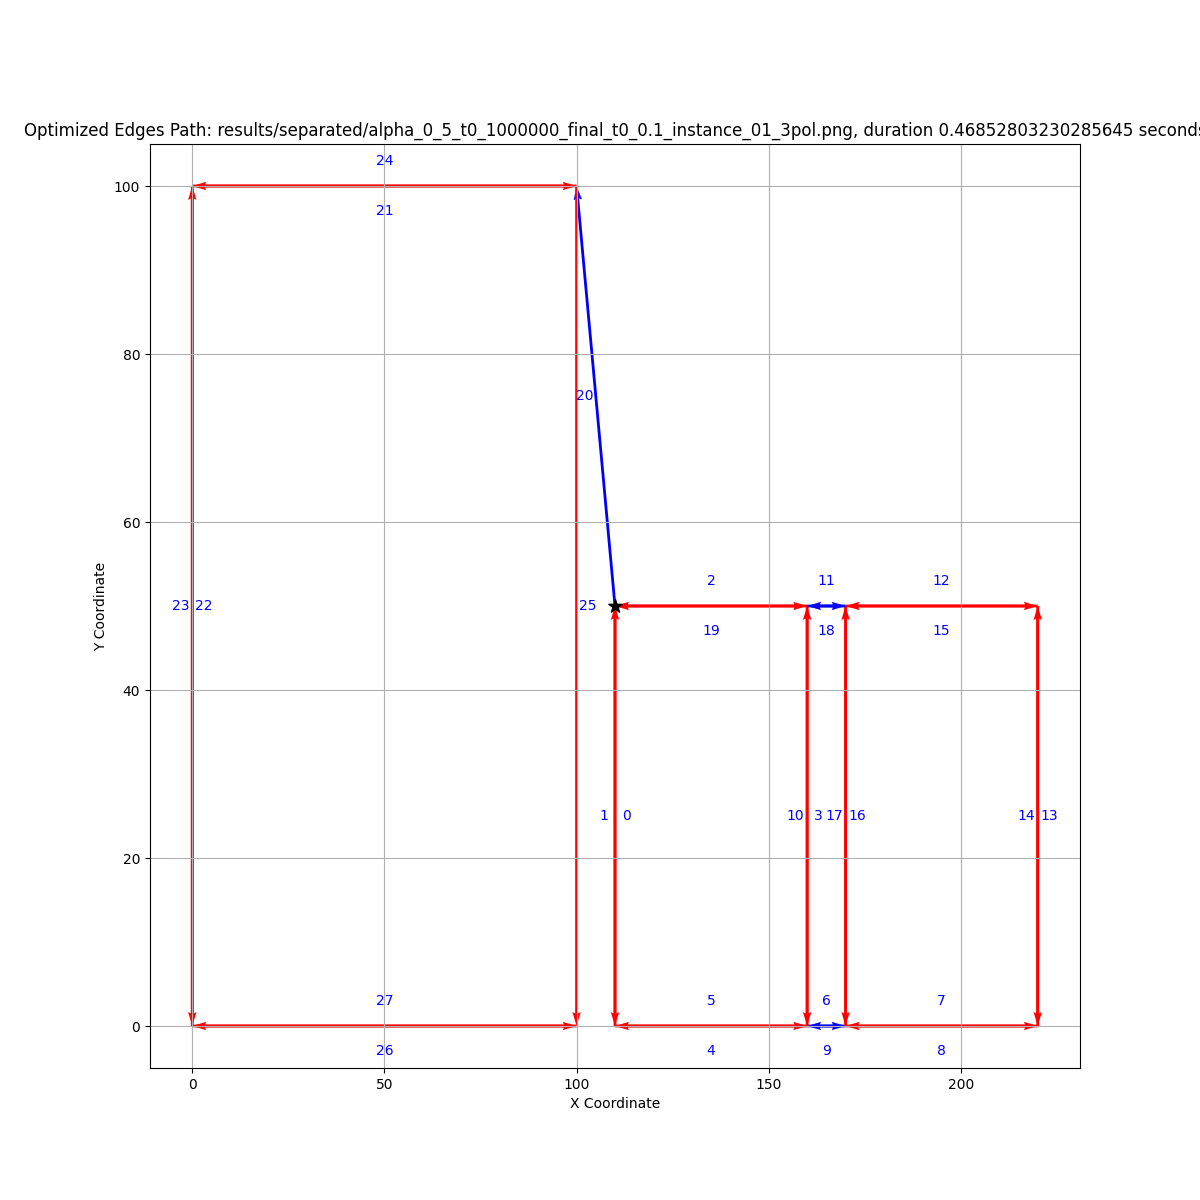 Optimized Edges Path: results/separated/alpha_0_5_t0_1000000_final_t0_0.1_instance_01_3pol.png, duration 0.46852803230285645 seconds
24
100
21
80
20
60
2 11 12
23 22 25
19 18 15
Y Coordinate
40
1 0 10 3 17 16 14 13
20
27 5 6 7
0
26 4 9 8
0 50 100 150 200
X Coordinate